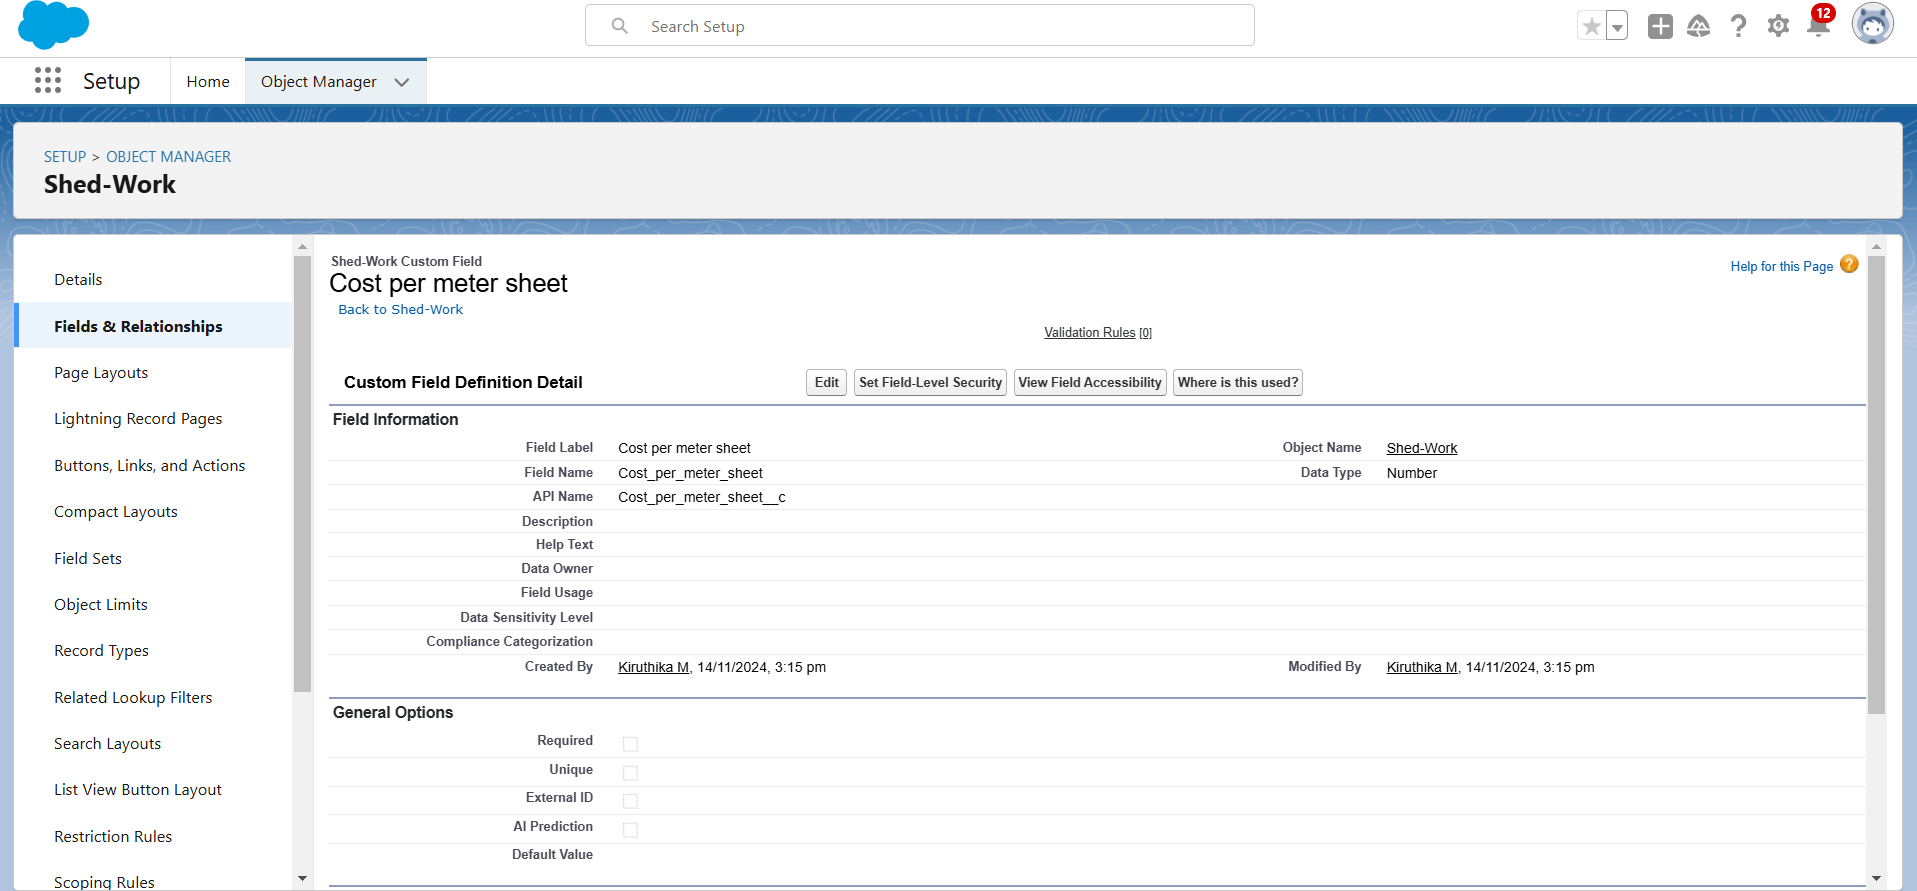 Search Setup
12
Setup
Home
Object Manager
SETUP > OBJECT MANAGER
Shed-Work
Details
Fields & Relationships
Page Layouts
Lightning Record Pages
Buttons, Links, and Actions
Compact Layouts
Field Sets
Object Limits
Record Types
Related Lookup Filters
Search Layouts
List View Button Layout
Restriction Rules
Scoping Rules
Shed-Work Custom Field
Cost per meter sheet
Back to Shed-Work
Help for this Page ?
Validation Rules [0]
Custom Field Definition Detail
Edit Set Field-Level Security View Field Accessibility Where is this used?
Field Information
Field Label Cost per meter sheet Object Name Shed-Work
Field Name Cost_per_meter_sheet Data Type Number
API Name Cost_per_meter_sheet__c
Description
Help Text
Data Owner
Field Usage
Data Sensitivity Level
Compliance Categorization
Created By Kiruthika M, 14/11/2024, 3:15 pm Modified By Kiruthika M, 14/11/2024, 3:15 pm
General Options
Required
Unique
External ID
AI Prediction
Default Value